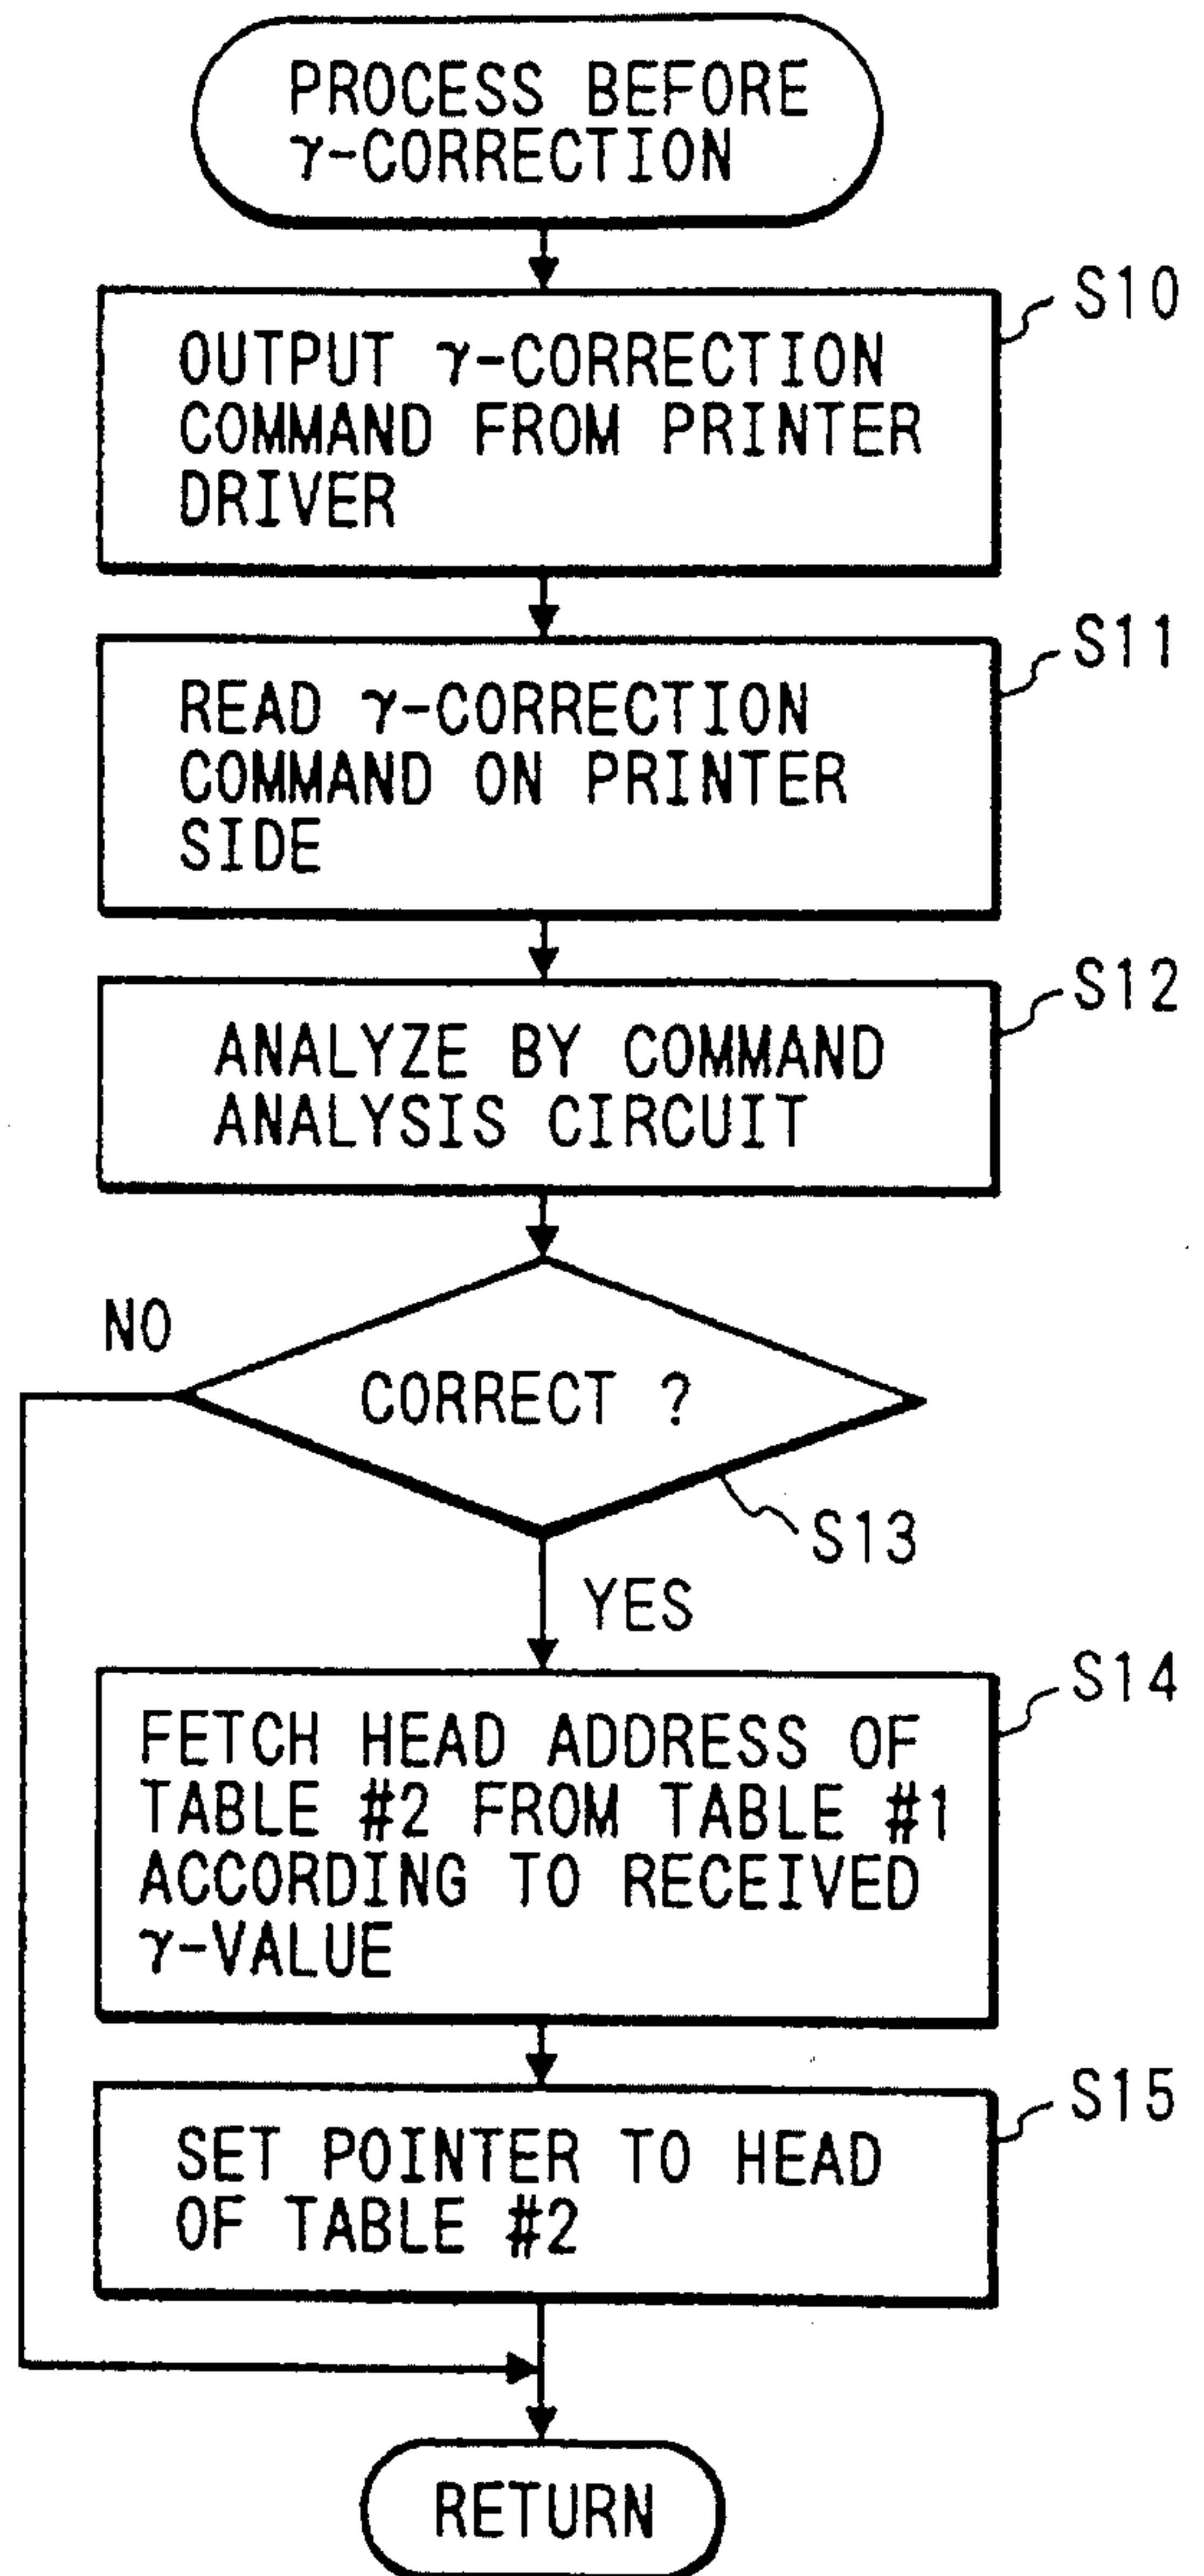 PROCESS BEFORE
γ-CORRECTION
S10
OUTPUT γ-CORRECTION
COMMAND FROM PRINTER
DRIVER
S11
READ γ-CORRECTION
COMMAND ON PRINTER
SIDE
S12
ANALYZE BY COMMAND
ANALYSIS CIRCUIT
NO
CORRECT ?
S13
YES
S14
FETCH HEAD ADDRESS OF
TABLE #2 FROM TABLE #1
ACCORDING TO RECEIVED
γ-VALUE
S15
SET POINTER TO HEAD
OF TABLE #2
RETURN